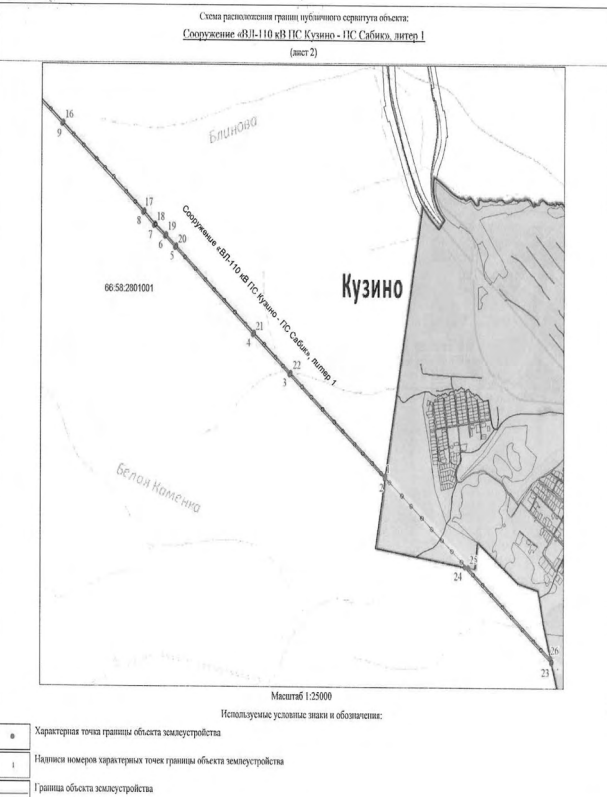 Схема расположения границ публичного сервитута объекта:
Сооружение «ВЛ-110 кВ ПС Кузино - ПС Сабик», литер 1
(лист 2)
16
9
Блинова
17
8
18
7
19
6
20
5
Сооружение «ВЛ-110 кВ ПС Кузино - ПС Сабик», литер 1
66:58:2801001
Кузино
21
4
22
3
Белая Каменка
2
25
24
26
23
Масштаб 1:25000
Используемые условные знаки и обозначения:
Характерная точка границы объекта землеустройства
1
Надписи номеров характерных точек границы объекта землеустройства
Граница объекта землеустройства